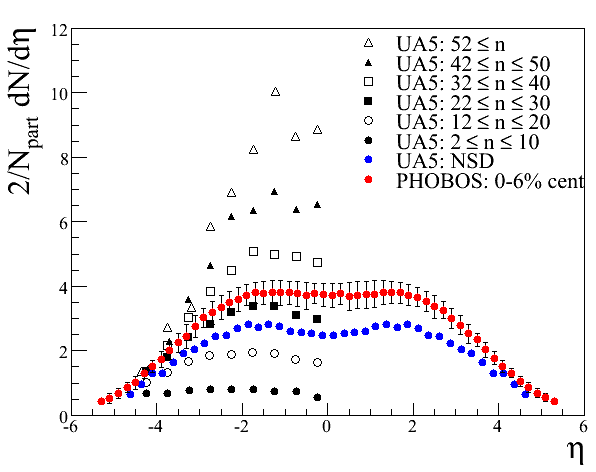 2/N_part dN/dη
12
10
8
6
4
2
0
-6
-4
-2
0
2
4
6
η
UA5: 52 ≤ n
UA5: 42 ≤ n ≤ 50
UA5: 32 ≤ n ≤ 40
UA5: 22 ≤ n ≤ 30
UA5: 12 ≤ n ≤ 20
UA5: 2 ≤ n ≤ 10
UA5: NSD
PHOBOS: 0-6% cent